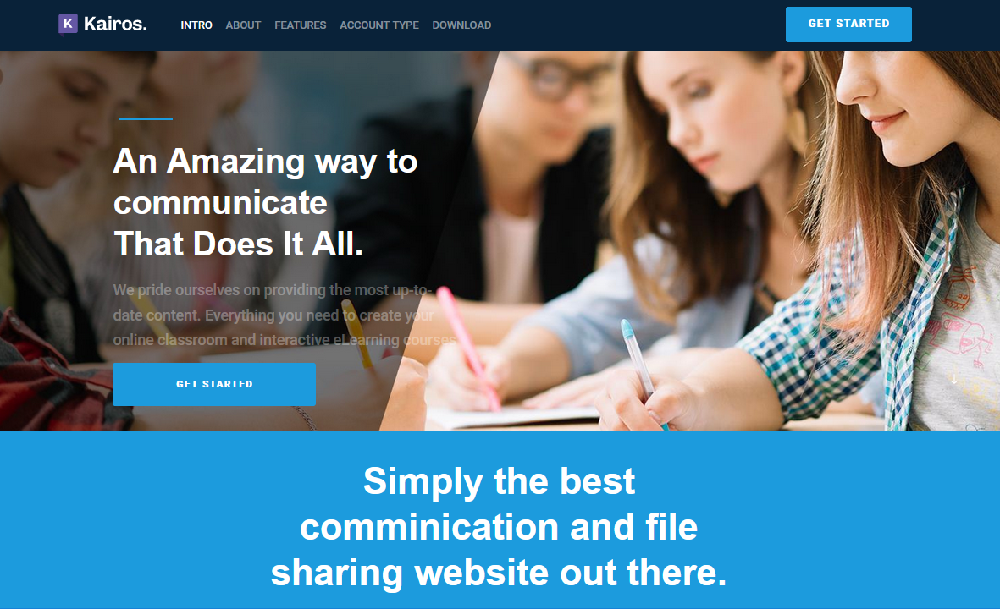 K Kairos.
INTRO ABOUT FEATURES ACCOUNT TYPE DOWNLOAD
GET STARTED
An Amazing way to
communicate
That Does It All.
We pride ourselves on providing the most up-to-
date content. Everything you need to create your
online classroom and interactive eLearning courses
GET STARTED
Simply the best
comminication and file
sharing website out there.